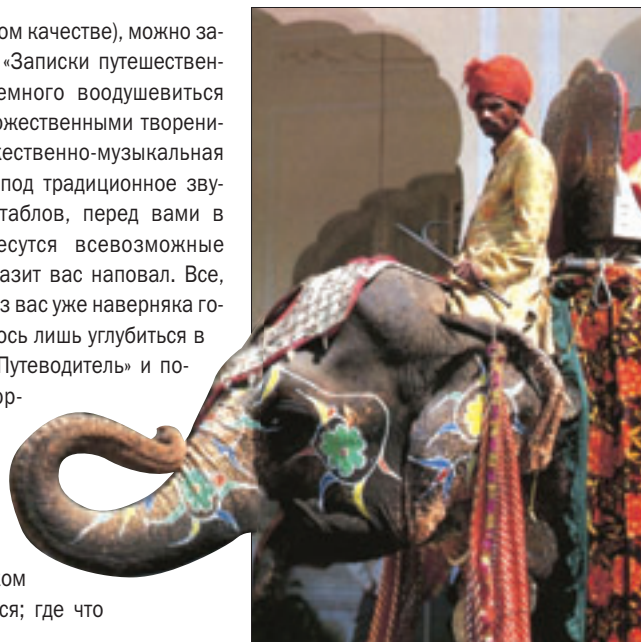 ом качестве), можно за-
«Записки путешествен-
емного воодушевиться
ожественными творени-
жественно-музыкальная
под традиционное зву-
таблов, перед вами в
есутся всевозможные
азит вас наповал. Все,
з вас уже наверняка го-
ось лишь углубиться в
Путеводитель» и по-
ор-
ом
ся; где что